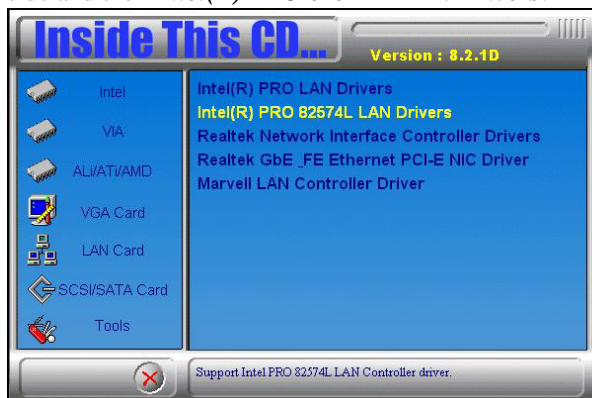 Inside This CD...
Version : 8.2.1D
Intel
VIA
ALi/ATi/AMD
VGA Card
LAN Card
SCSI/SATA Card
Tools
Intel(R) PRO LAN Drivers
Intel(R) PRO 82574L LAN Drivers
Realtek Network Interface Controller Drivers
Realtek GbE _FE Ethernet PCI-E NIC Driver
Marvell LAN Controller Driver
Support Intel PRO 82574L LAN Controller driver.